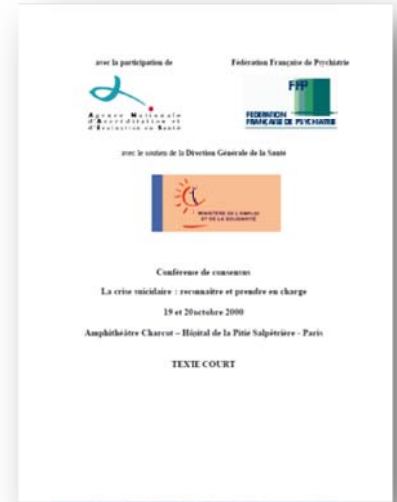 avec la participation de
Fédération Française de Psychiatrie
Agence Nationale
d'Accréditation et
d'Évaluation en Santé
FFP
FEDERATION
FRANCAISE DE PSYCHIATRIE
avec le soutien de la Direction Générale de la Santé
MINISTÈRE DE L'EMPLOI
ET DE LA SOLIDARITÉ
Conférence de consensus
La crise suicidaire : reconnaître et prendre en charge
19 et 20octobre 2000
Amphithéâtre Charcot – Hôpital de la Pitié Salpêtrière - Paris
TEXTE COURT